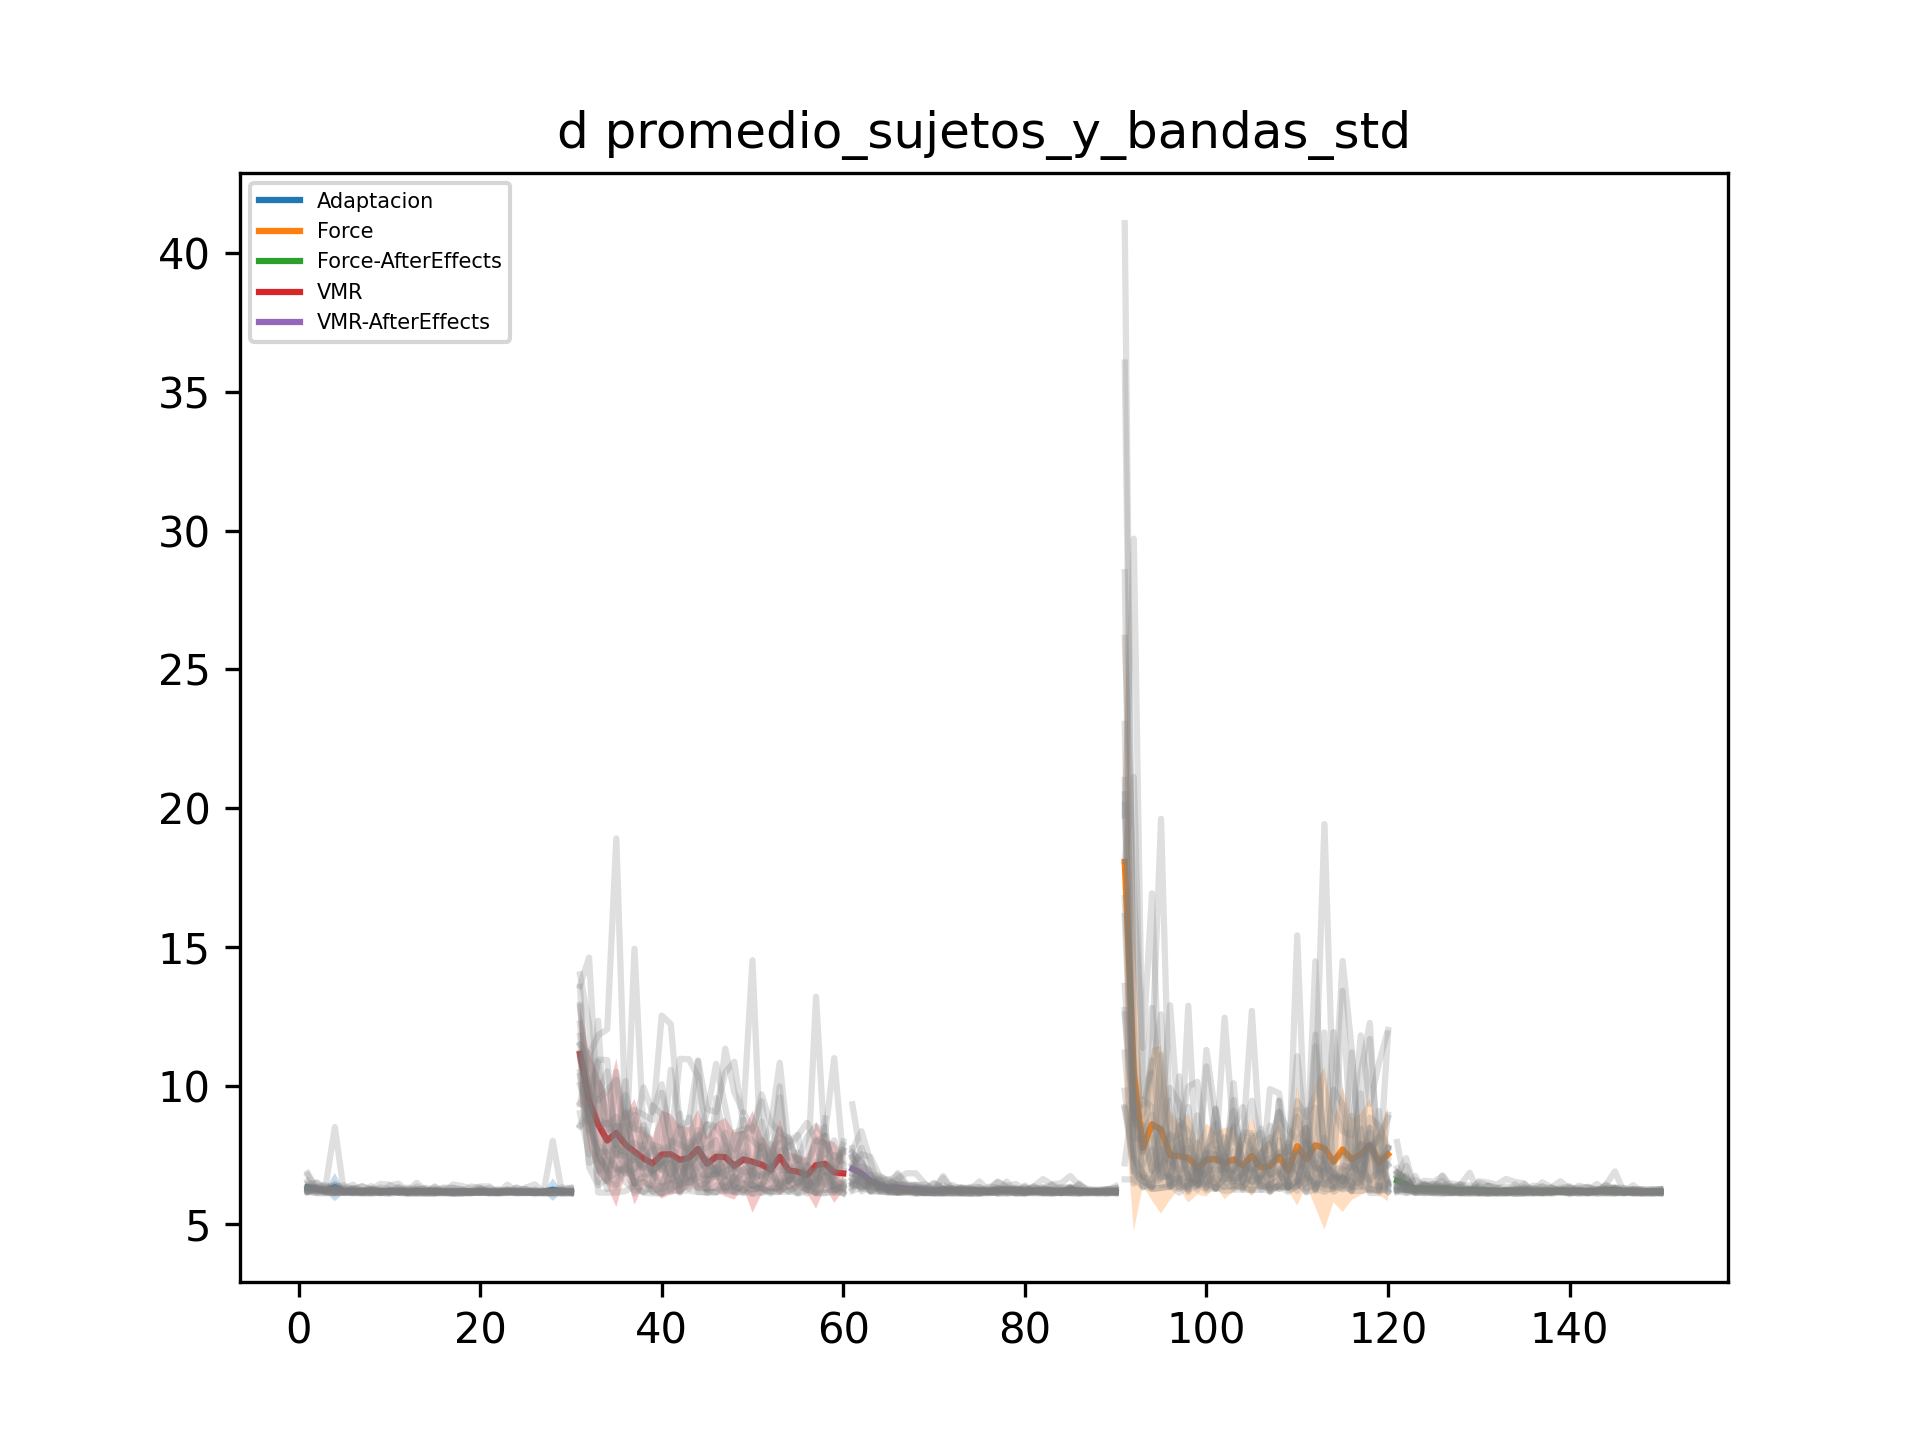 d promedio_sujetos_y_bandas_std
Adaptacion
Force
Force-AfterEffects
VMR
VMR-AfterEffects
40
35
30
25
20
15
10
5
0 20 40 60 80 100 120 140